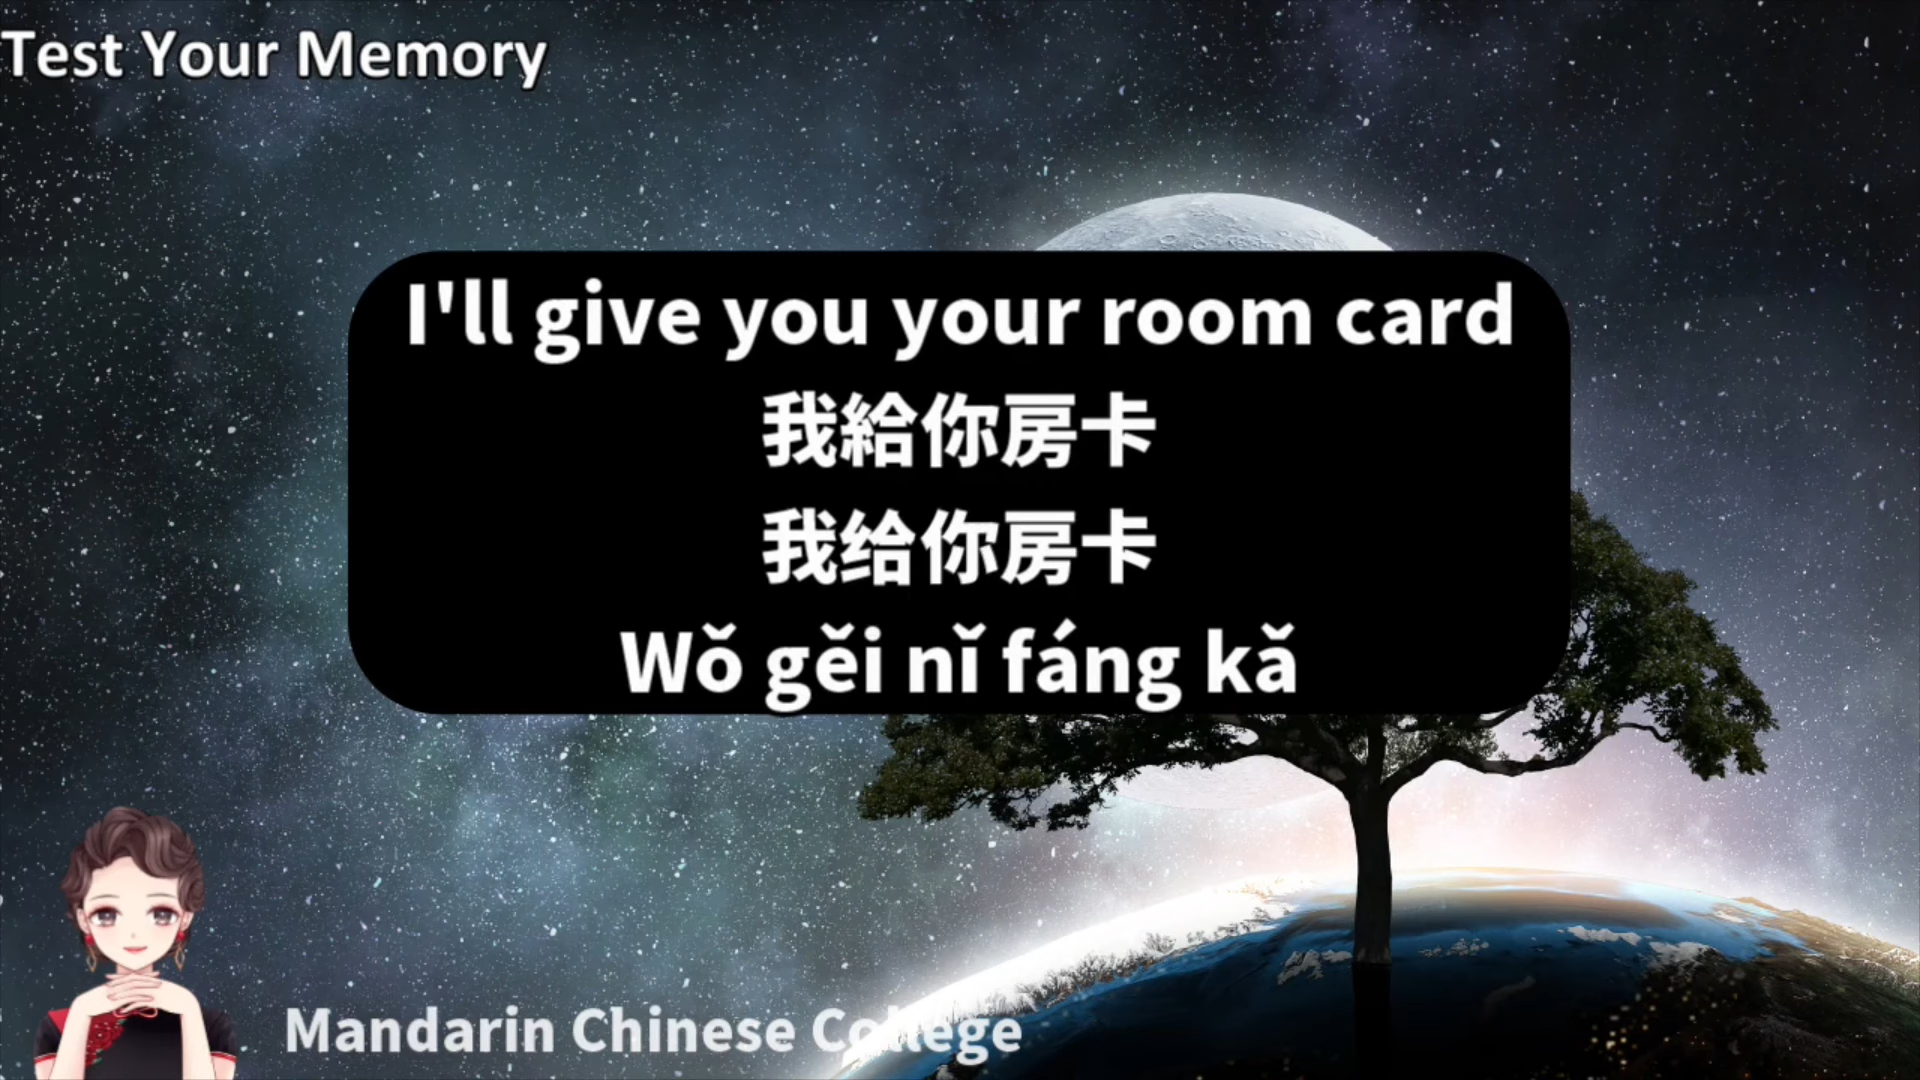 Test Your Memory
I'll give you your room card
我給你房卡
我给你房卡
Wǒ gěi nǐ fáng kǎ
Mandarin Chinese College